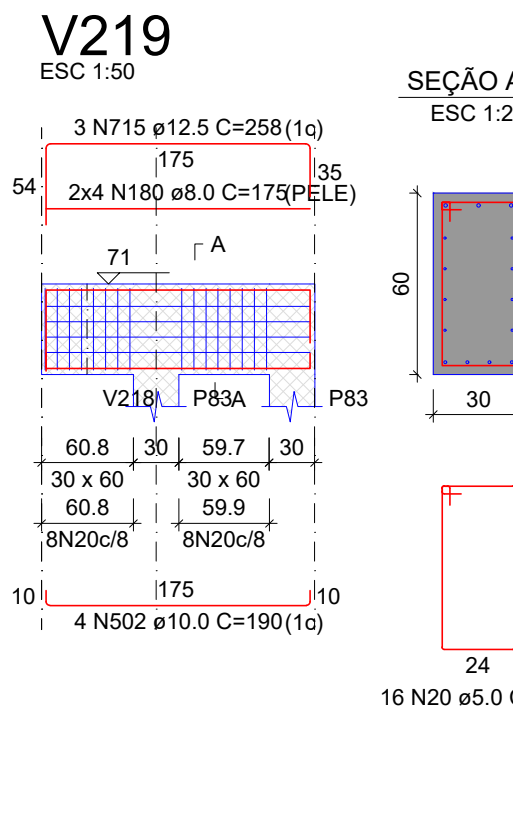 V219
ESC 1:50
SEÇÃO A
ESC 1:2
3 N715 ø12.5 C=258(1c)
175
35
54
2x4 N180 ø8.0 C=175(PELE)
A
71
60
V218
P83
A
P83
30
60.8
30
59.7
30
30 x 60
30 x 60
60.8
59.9
8N20c/8
8N20c/8
10
175
10
4 N502 ø10.0 C=190(1c)
24
16 N20 ø5.0